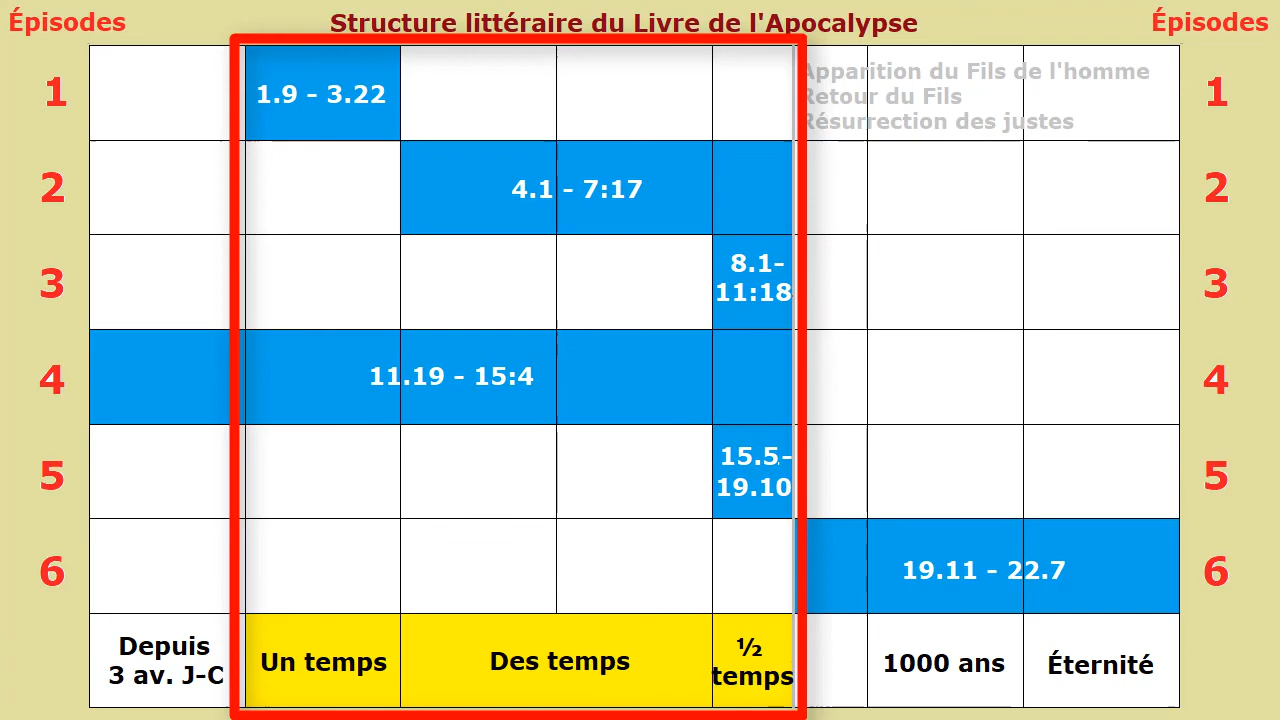 Épisodes Structure littéraire du Livre de l'Apocalypse Épisodes
1 1.9 – 3.22 Apparition du Fils de l'homme 1
Retour du Fils
Résurrection des justes
2 4.1 – 7:17 2
3 8.1– 3
11:18
4 11.19 – 15:4 4
5 15.5– 5
19.10
6 19.11 – 22.7 6
Depuis
3 av. J–C
Un temps
Des temps
½
temps
1000 ans
Éternité